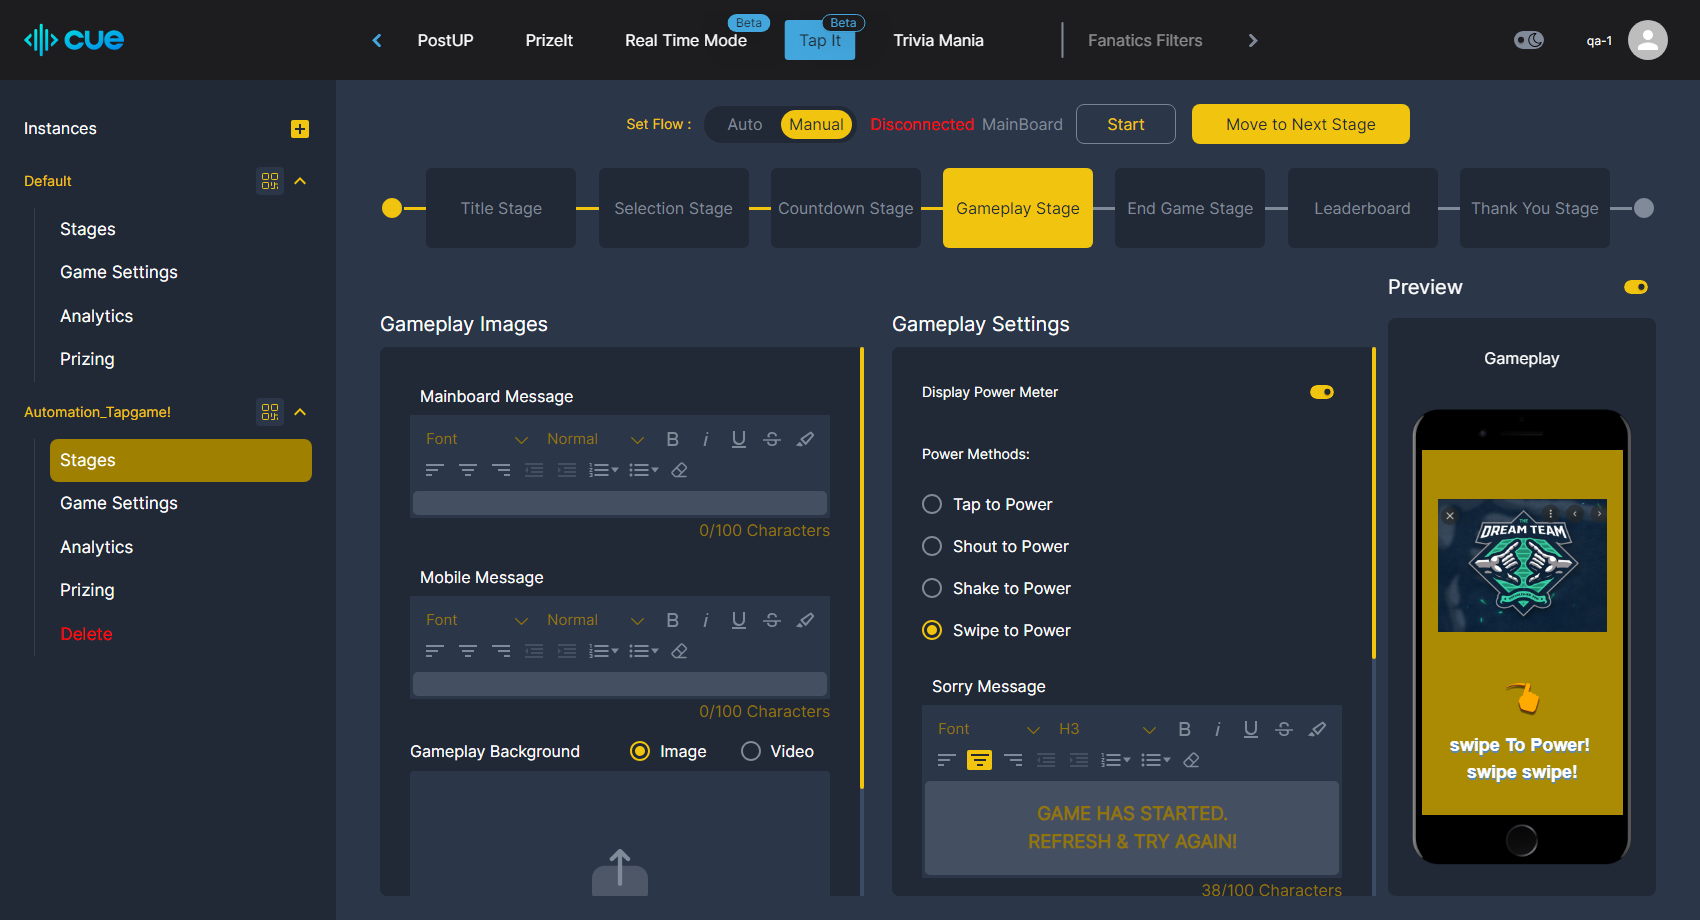 cue
PostUP
PrizeIt
Real Time Mode
Beta
Tap It
Beta
Trivia Mania
Fanatics Filters
qa-1
Instances
Default
Stages
Game Settings
Analytics
Prizing
Automation_Tapgame!
Stages
Game Settings
Analytics
Prizing
Delete
Set Flow :
Auto
Manual
Disconnected MainBoard
Start
Move to Next Stage
Title Stage
Selection Stage
Countdown Stage
Gameplay Stage
End Game Stage
Leaderboard
Thank You Stage
Gameplay Images
Mainboard Message
Font
Normal
B i U S
0/100 Characters
Mobile Message
Font
Normal
B i U S
0/100 Characters
Gameplay Background
Image
Video
Gameplay Settings
Display Power Meter
Power Methods:
Tap to Power
Shout to Power
Shake to Power
Swipe to Power
Sorry Message
Font
H3
B i U S
GAME HAS STARTED.
REFRESH & TRY AGAIN!
38/100 Characters
Preview
Gameplay
THE
DREAM TEAM
swipe To Power!
swipe swipe!